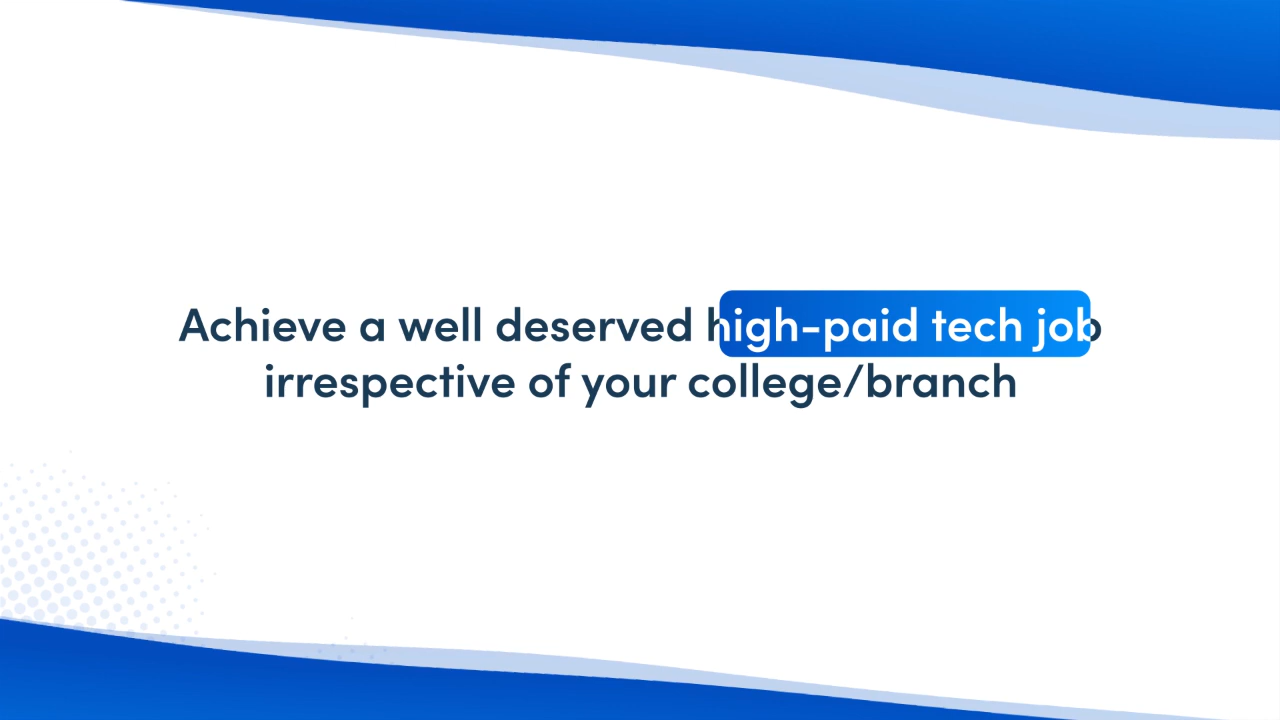 Achieve a well deserved high-paid tech job
irrespective of your college/branch